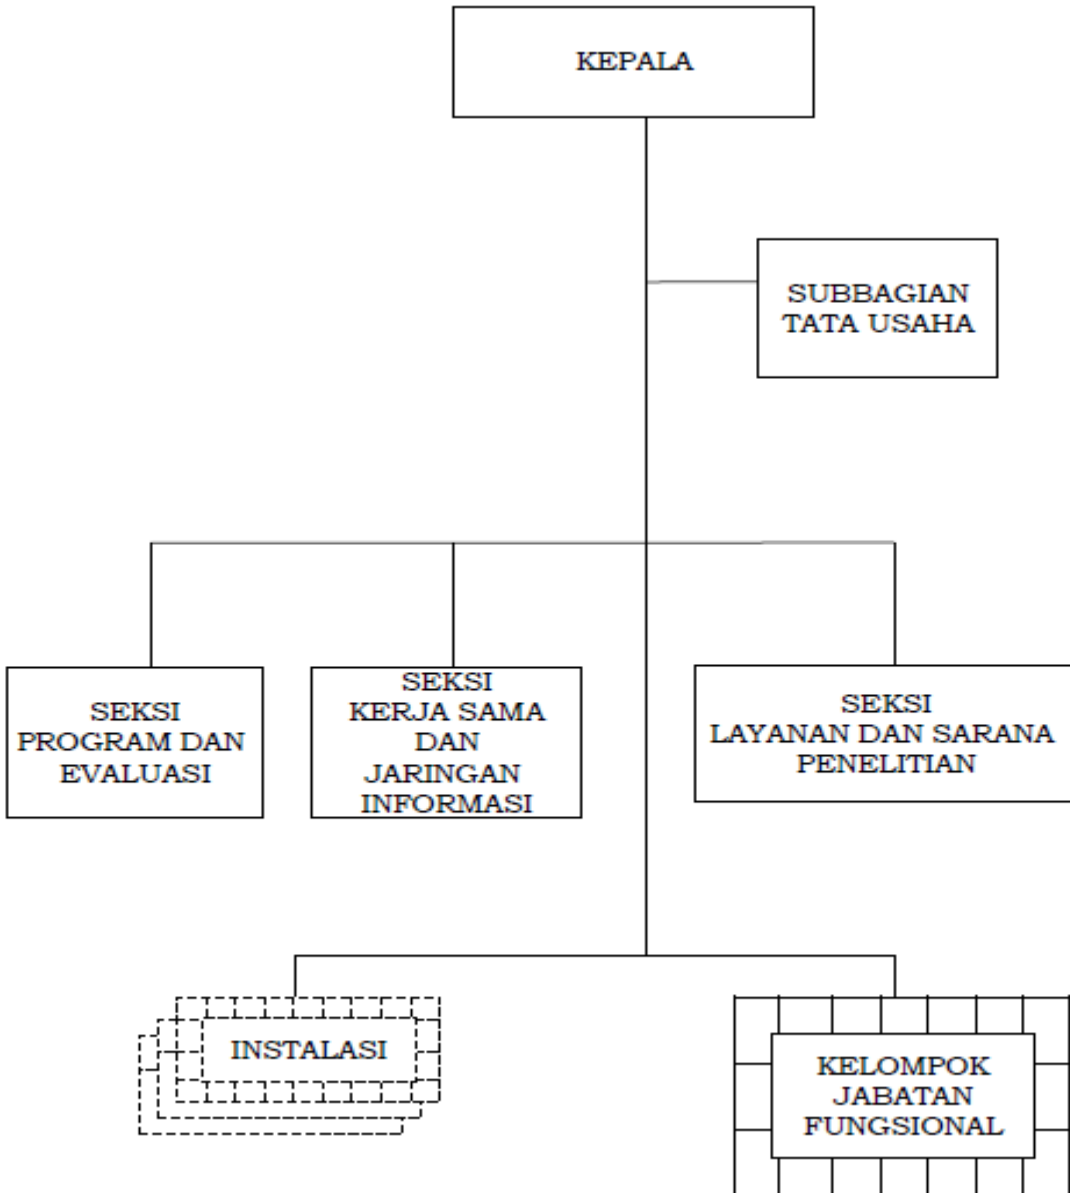 KEPALA
SUBBAGIAN
TATA USAHA
SEKSI
PROGRAM DAN
EVALUASI
SEKSI
KERJA SAMA
DAN
JARINGAN
INFORMASI
SEKSI
LAYANAN DAN SARANA
PENELITIAN
INSTALASI
KELOMPOK
JABATAN
FUNGSIONAL